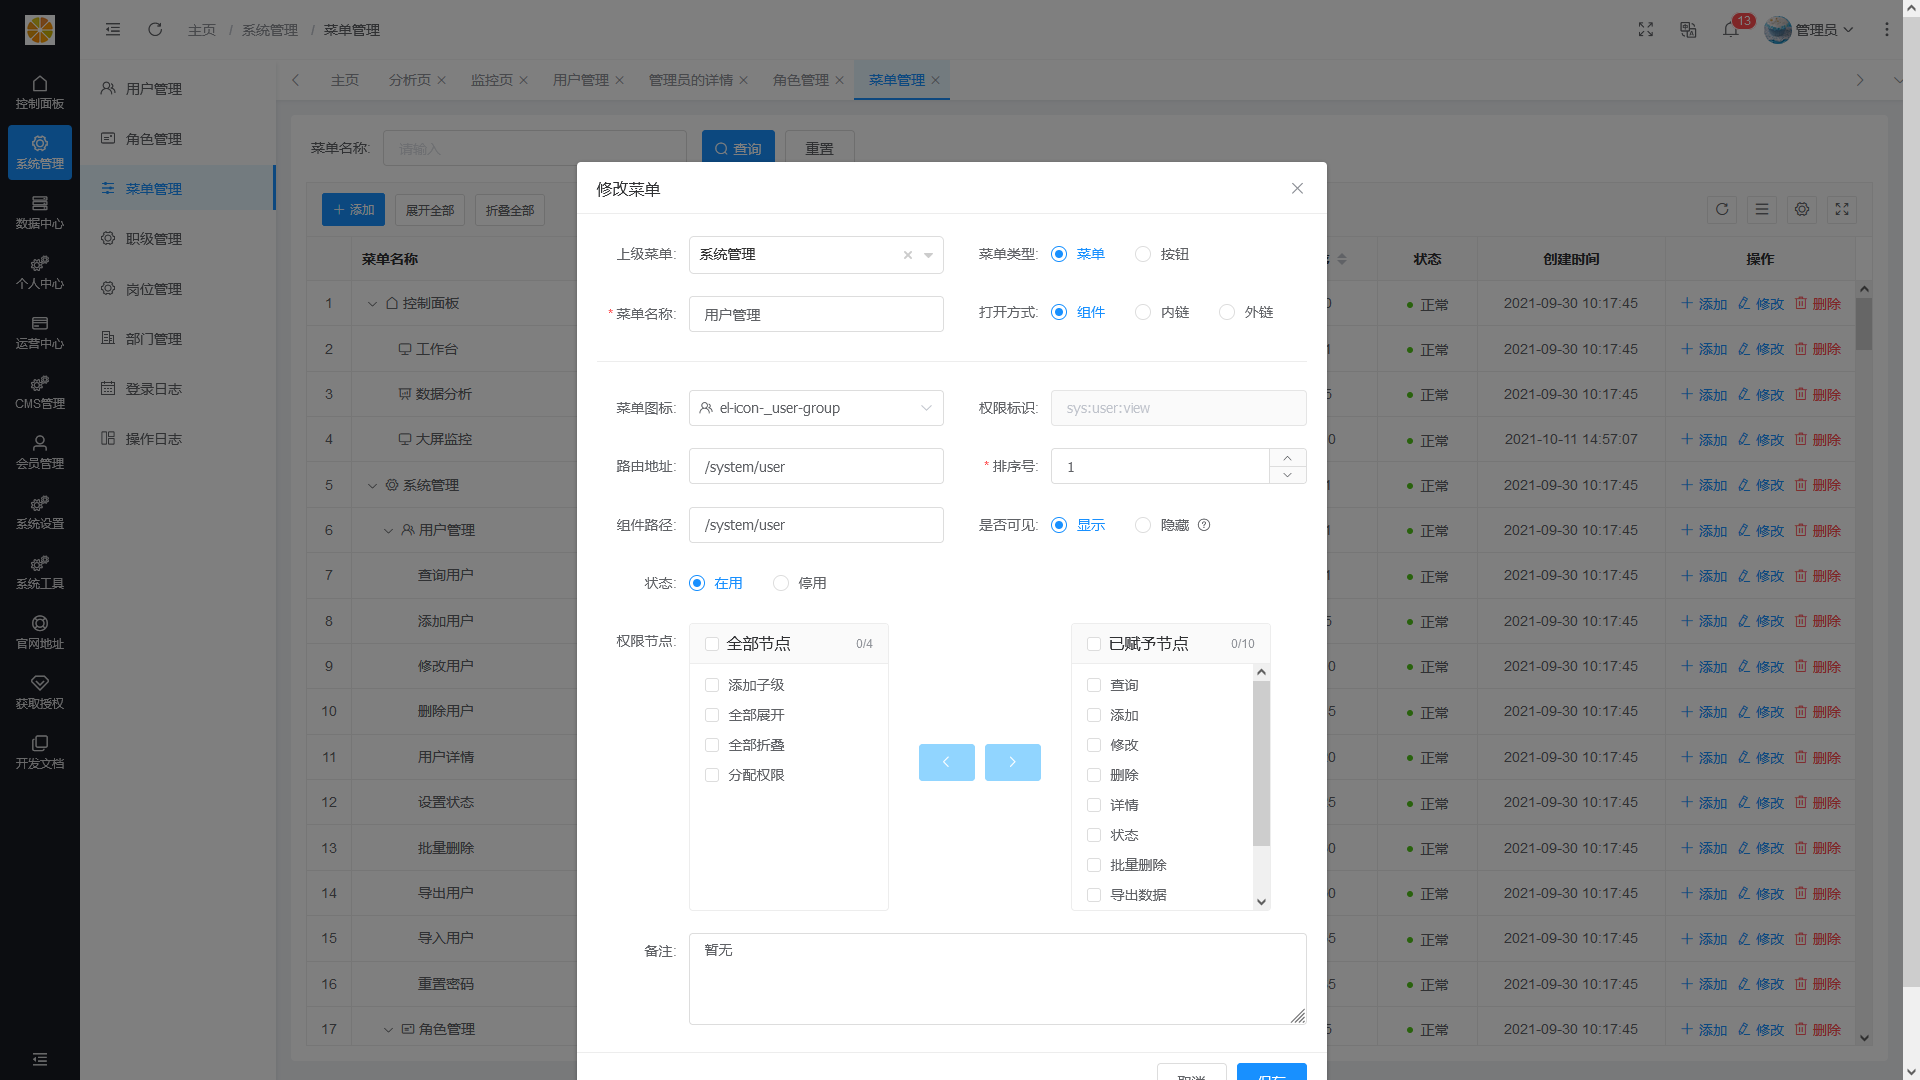 主页 / 系统管理 / 菜单管理
13
管理员
控制面板
系统管理
数据中心
个人中心
运营中心
CMS管理
会员管理
系统设置
系统工具
官网地址
获取授权
开发文档
用户管理
角色管理
菜单管理
职级管理
岗位管理
部门管理
登录日志
操作日志
主页 分析页 监控页 用户管理 管理员的详情 角色管理 菜单管理
菜单名称: 请输入 查询 重置
添加 展开全部 折叠全部
菜单名称 状态 创建时间 操作
1 控制面板 0 正常 2021-09-30 10:17:45 添加 修改 删除
2 工作台 1 正常 2021-09-30 10:17:45 添加 修改 删除
3 数据分析 5 正常 2021-09-30 10:17:45 添加 修改 删除
4 大屏监控 0 正常 2021-10-11 14:57:07 添加 修改 删除
5 系统管理 1 正常 2021-09-30 10:17:45 添加 修改 删除
6 用户管理 1 正常 2021-09-30 10:17:45 添加 修改 删除
7 查询用户 1 正常 2021-09-30 10:17:45 添加 修改 删除
8 添加用户 5 正常 2021-09-30 10:17:45 添加 修改 删除
9 修改用户 0 正常 2021-09-30 10:17:45 添加 修改 删除
10 删除用户 5 正常 2021-09-30 10:17:45 添加 修改 删除
11 用户详情 0 正常 2021-09-30 10:17:45 添加 修改 删除
12 设置状态 5 正常 2021-09-30 10:17:45 添加 修改 删除
13 批量删除 0 正常 2021-09-30 10:17:45 添加 修改 删除
14 导出用户 0 正常 2021-09-30 10:17:45 添加 修改 删除
15 导入用户 5 正常 2021-09-30 10:17:45 添加 修改 删除
16 重置密码 5 正常 2021-09-30 10:17:45 添加 修改 删除
17 角色管理 5 正常 2021-09-30 10:17:45 添加 修改 删除
修改菜单
上级菜单: 系统管理 菜单类型: 菜单 按钮
* 菜单名称: 用户管理 打开方式: 组件 内链 外链
菜单图标: el-icon-_user-group 权限标识: sys:user:view
路由地址: /system/user * 排序号: 1
组件路径: /system/user 是否可见: 显示 隐藏
状态: 在用 停用
权限节点: 全部节点 0/4 已赋予节点 0/10
添加子级 查询
全部展开 添加
全部折叠 修改
分配权限 删除
详情
状态
批量删除
导出数据
备注: 暂无
取消 保存